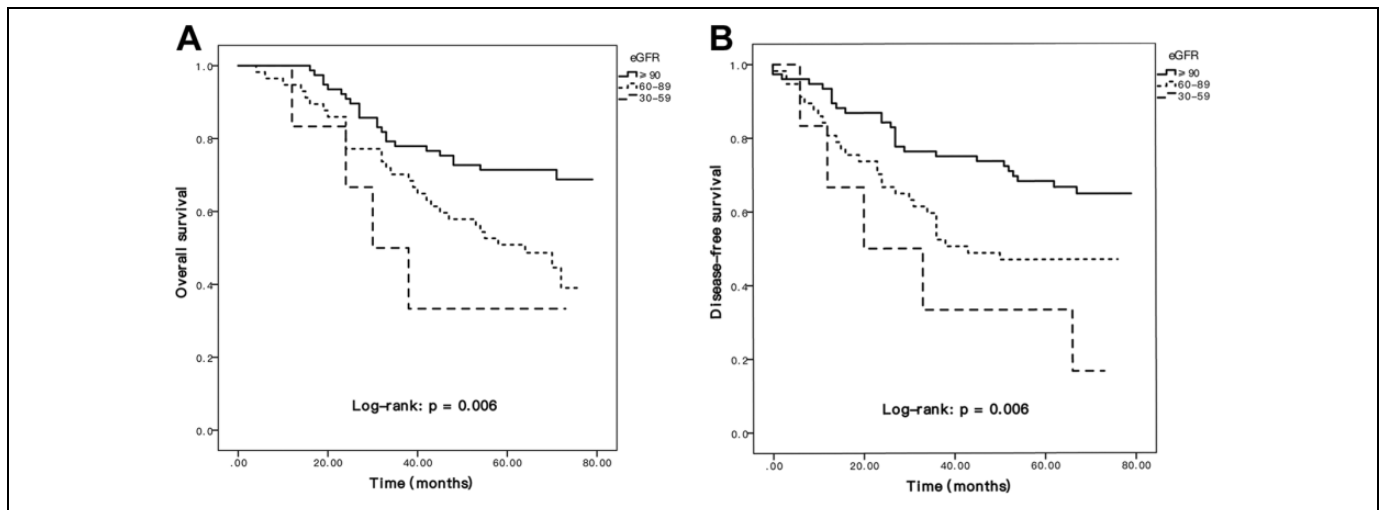 A
eGFR
≥ 90
60–89
30–59
1.0
0.8
0.6
0.4
0.2
0.0
Overall survival
Log–rank: p = 0.006
.00 20.00 40.00 60.00 80.00
Time (months)
B
eGFR
≥ 90
60–89
30–59
1.0
0.8
0.6
0.4
0.2
0.0
Disease–free survival
Log–rank: p = 0.006
.00 20.00 40.00 60.00 80.00
Time (months)